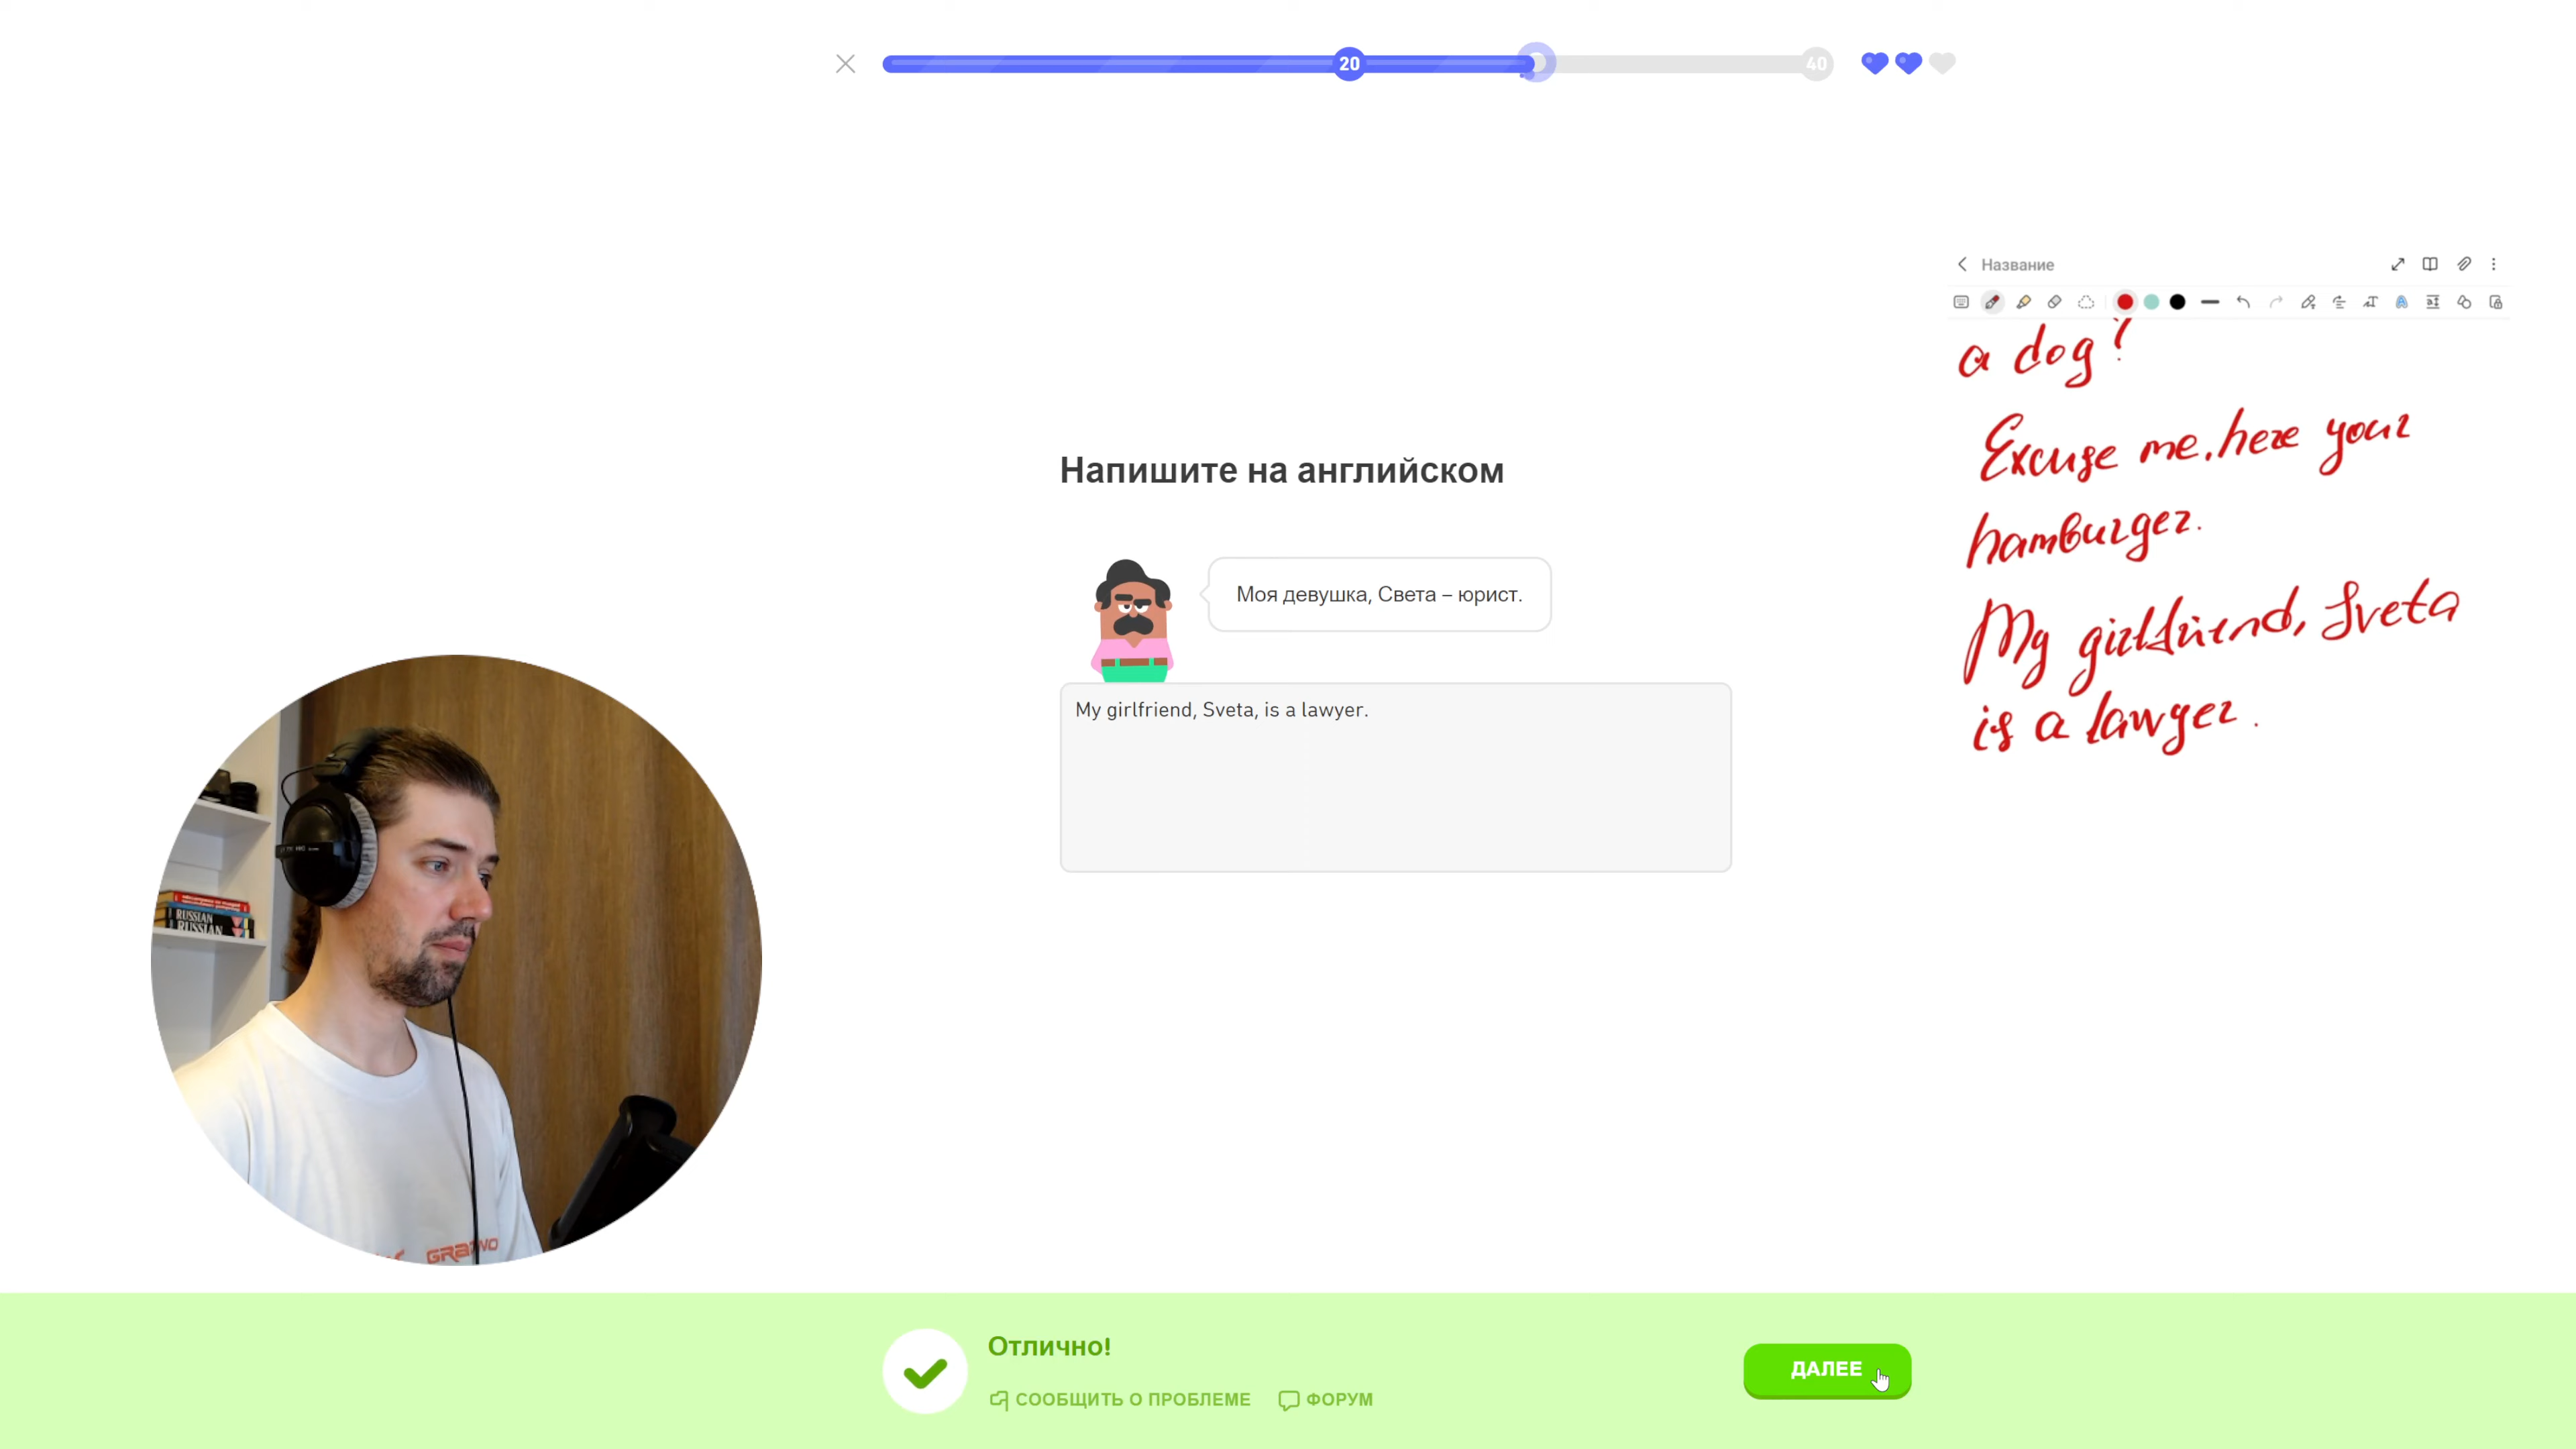 20
40
Название
a dog?
Excuse me. here your
hamburger.
My girlfriend, Sveta
is a lawyer.
Напишите на английском
Моя девушка, Света – юрист.
My girlfriend, Sveta, is a lawyer.
RUSSIAN
RUSSIAN
Отлично!
СООБЩИТЬ О ПРОБЛЕМЕ
ФОРУМ
ДАЛЕЕ